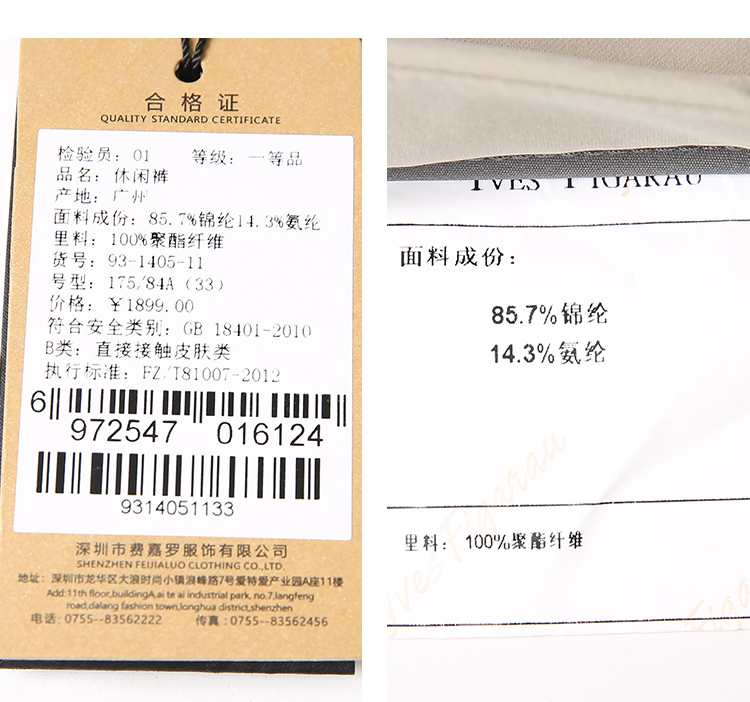 合格证
QUALITY STANDARD CERTIFICATE
检验员: 01 等级: 一等品
品名: 休闲裤
产地: 广州
面料成份: 85.7%锦纶14.3%氨纶
里料: 100%聚酯纤维
货号: 93-1405-11
号型: 175/84A (33)
价格: ¥1899.00
符合安全类别: GB 18401-2010
B类: 直接接触皮肤类
执行标准: FZ/T81007-2012
6 972547 016124
9314051133
深圳市费嘉罗服饰有限公司
SHENZHEN FEIJIALUO CLOTHING CO.,LTD.
地址: 深圳市龙华区大浪时尚小镇浪峰路7号爱特爱产业园A座11楼
Add:11th floor,buildingA,ai te ai industrial park, no.7,langfeng
road,dalang fashion town,longhua district,shenzhen
电话: 0755--83562222 传真: 0755--83562456
YVES FIGARAU
面料成份:
85.7%锦纶
14.3%氨纶
Yves Figarau
里料: 100%聚酯纤维